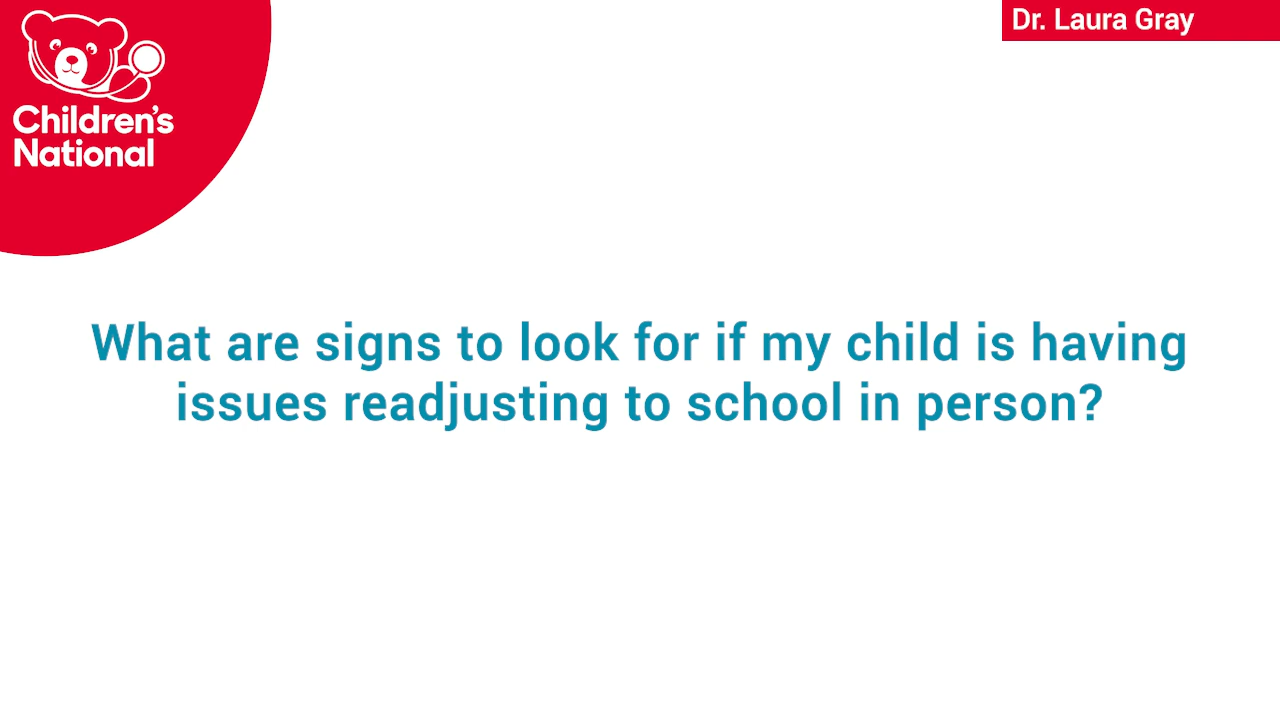 Children's
National
Dr. Laura Gray
What are signs to look for if my child is having
issues readjusting to school in person?